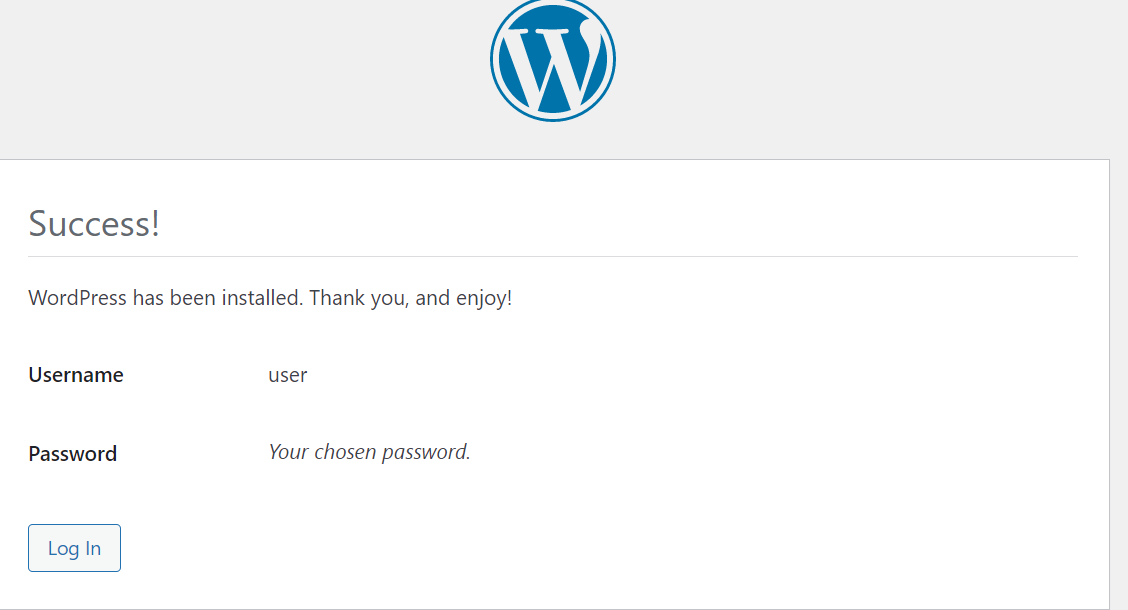 Success!
WordPress has been installed. Thank you, and enjoy!
Username user
Password Your chosen password.
Log In